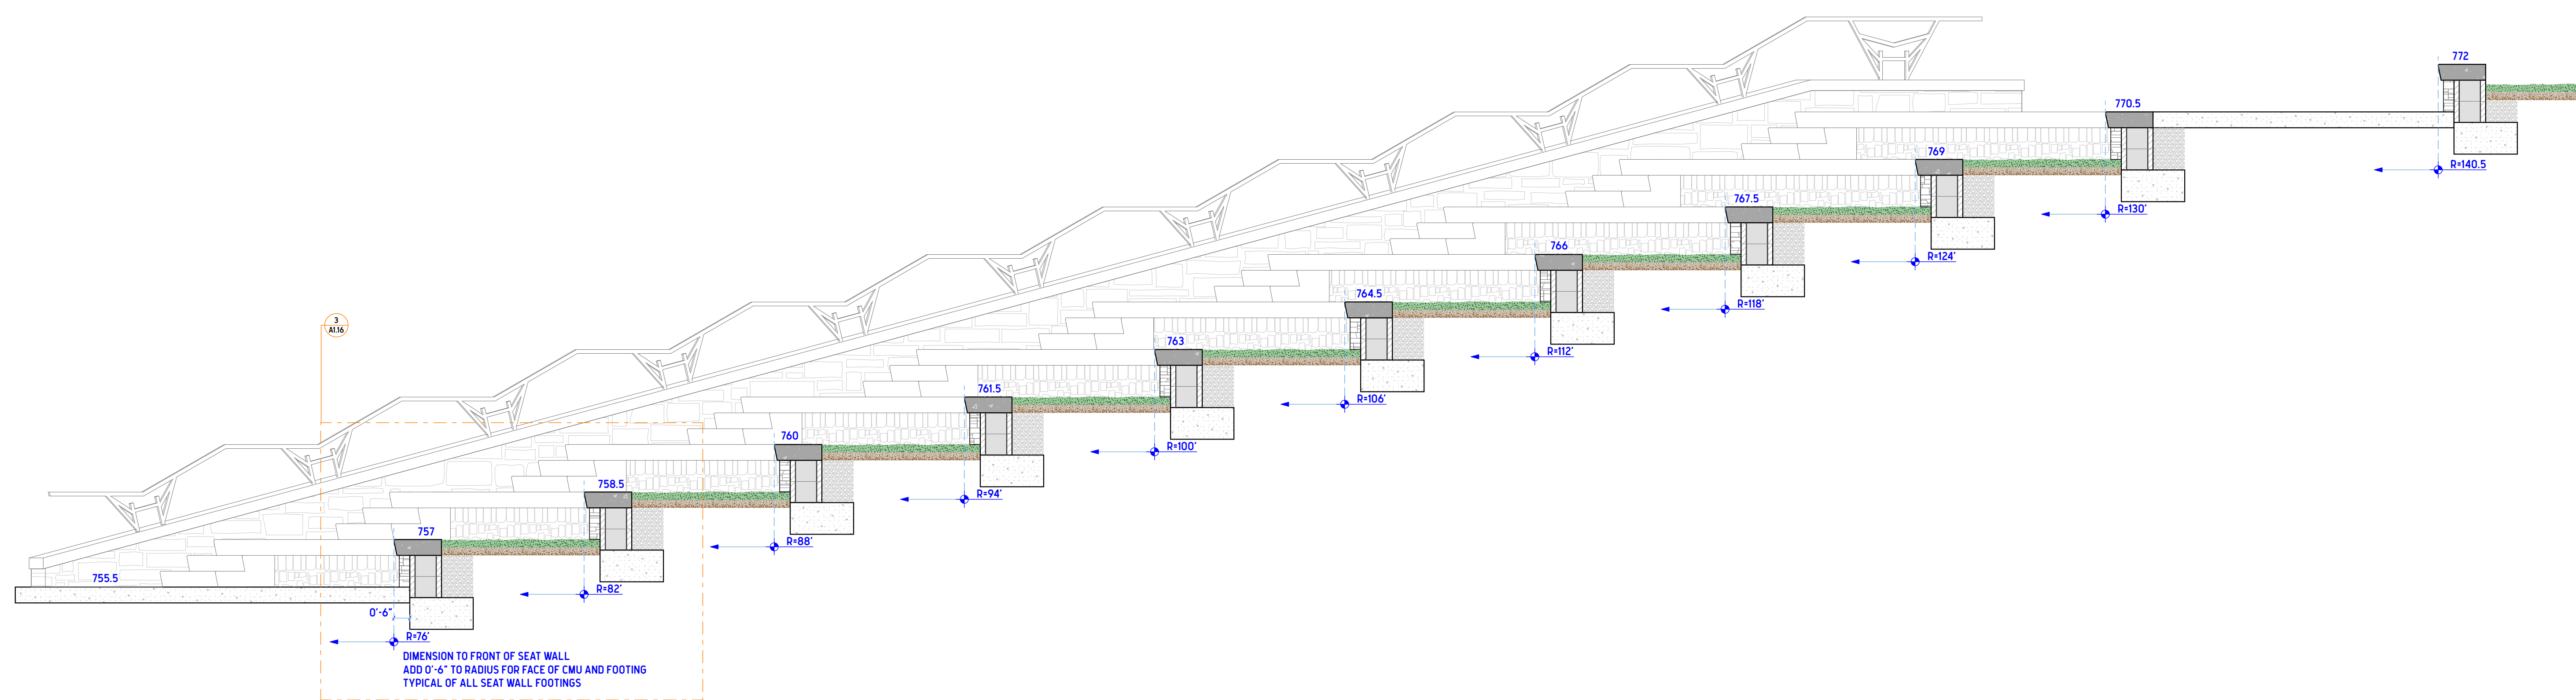 772
770.5
769
R=140.5
767.5
R=130'
766
R=124'
764.5
R=118'
3
A1.16
763
R=112'
761.5
R=106'
760
R=100'
758.5
R=94'
757
R=88'
755.5
R=82'
0'-6"
R=76'
DIMENSION TO FRONT OF SEAT WALL
ADD 0'-6" TO RADIUS FOR FACE OF CMU AND FOOTING
TYPICAL OF ALL SEAT WALL FOOTINGS